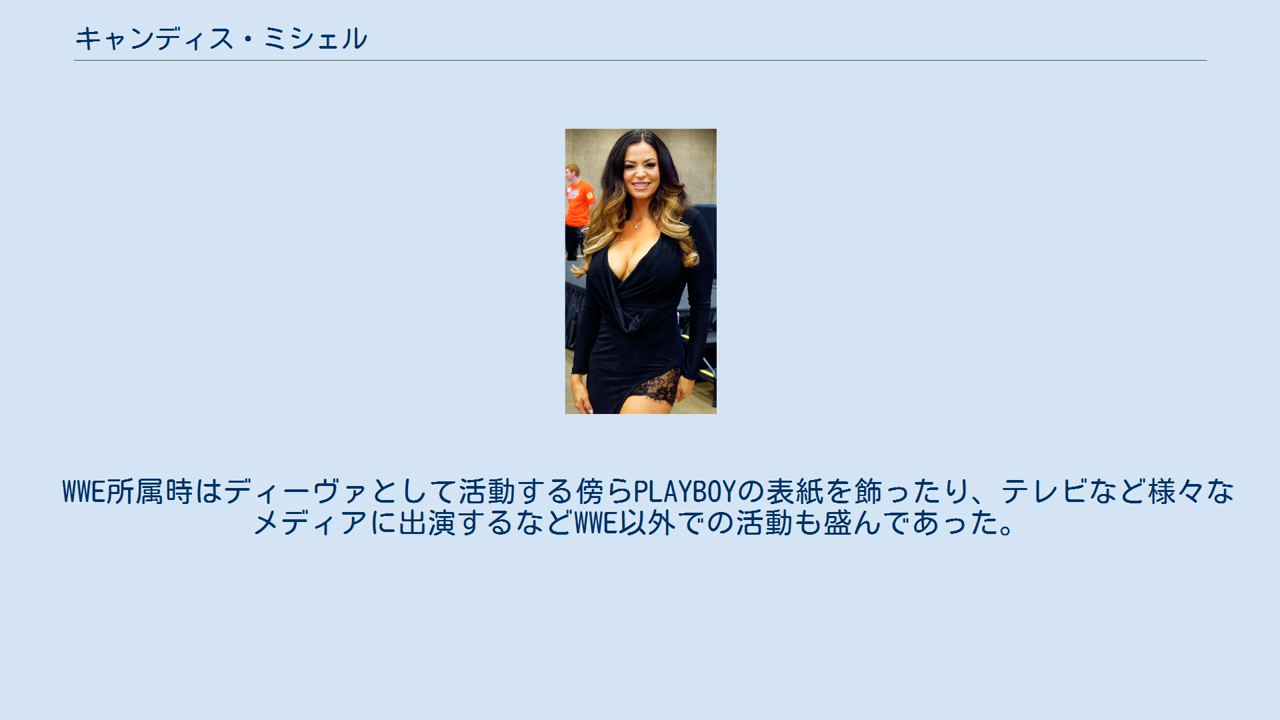 キャンディス・ミシェル
WWE所属時はディーヴァとして活動する傍らPLAYBOYの表紙を飾ったり、テレビなど様々な
メディアに出演するなどWWE以外での活動も盛んであった。